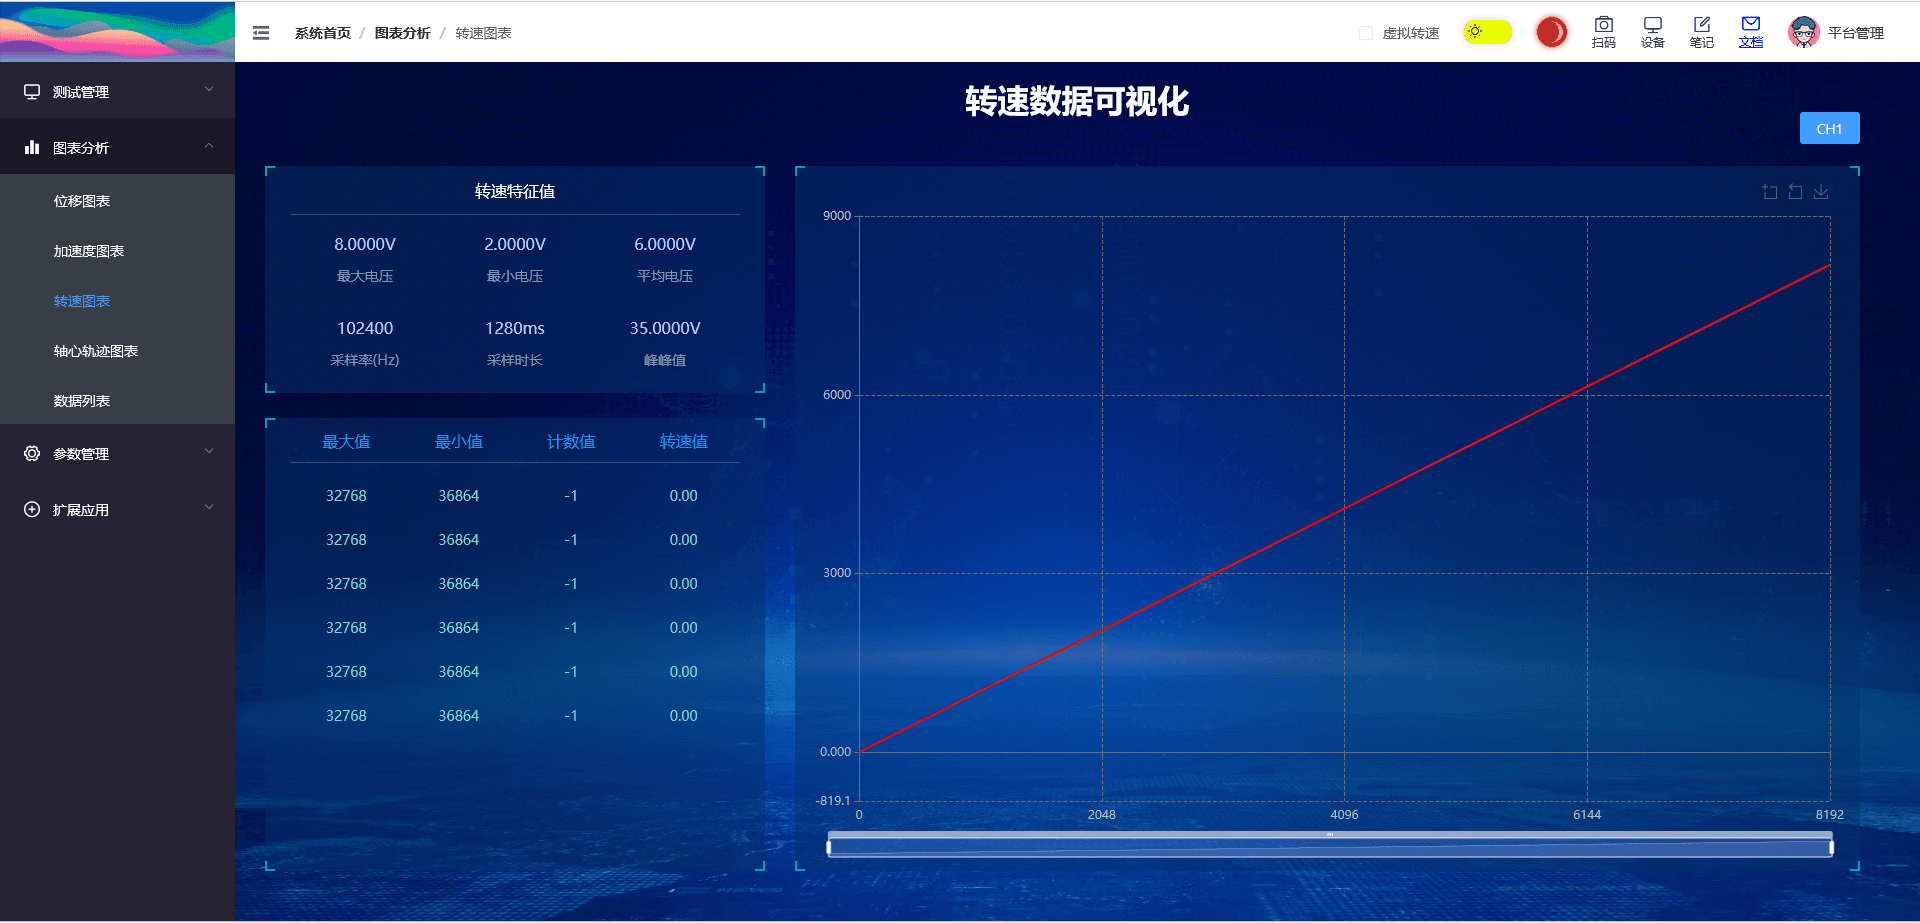 系统首页 / 图表分析 / 转速图表
虚拟转速
扫码
设备
笔记
文档
平台管理
测试管理
图表分析
位移图表
加速度图表
转速图表
轴心轨迹图表
数据列表
参数管理
扩展应用
转速数据可视化
CH1
转速特征值
8.0000V 2.0000V 6.0000V
最大电压 最小电压 平均电压
102400 1280ms 35.0000V
采样率(Hz) 采样时长 峰峰值
最大值 最小值 计数值 转速值
32768 36864 -1 0.00
32768 36864 -1 0.00
32768 36864 -1 0.00
32768 36864 -1 0.00
32768 36864 -1 0.00
32768 36864 -1 0.00
9000
6000
3000
0.000
-819.1
0 2048 4096 6144 8192